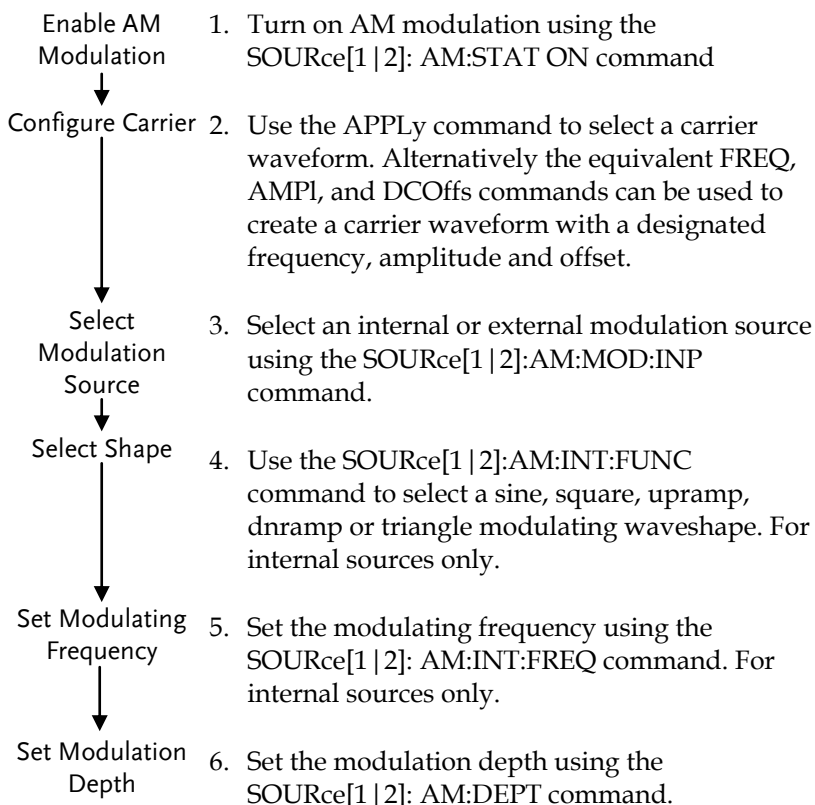 Enable AM
Modulation
1. Turn on AM modulation using the
SOURce[1|2]: AM:STAT ON command
Configure Carrier
2. Use the APPLy command to select a carrier
waveform. Alternatively the equivalent FREQ,
AMPl, and DCOffs commands can be used to
create a carrier waveform with a designated
frequency, amplitude and offset.
Select
Modulation
Source
3. Select an internal or external modulation source
using the SOURce[1|2]:AM:MOD:INP
command.
Select Shape
4. Use the SOURce[1|2]:AM:INT:FUNC
command to select a sine, square, upramp,
dnramp or triangle modulating waveshape. For
internal sources only.
Set Modulating
Frequency
5. Set the modulating frequency using the
SOURce[1|2]: AM:INT:FREQ command. For
internal sources only.
Set Modulation
Depth
6. Set the modulation depth using the
SOURce[1|2]: AM:DEPT command.